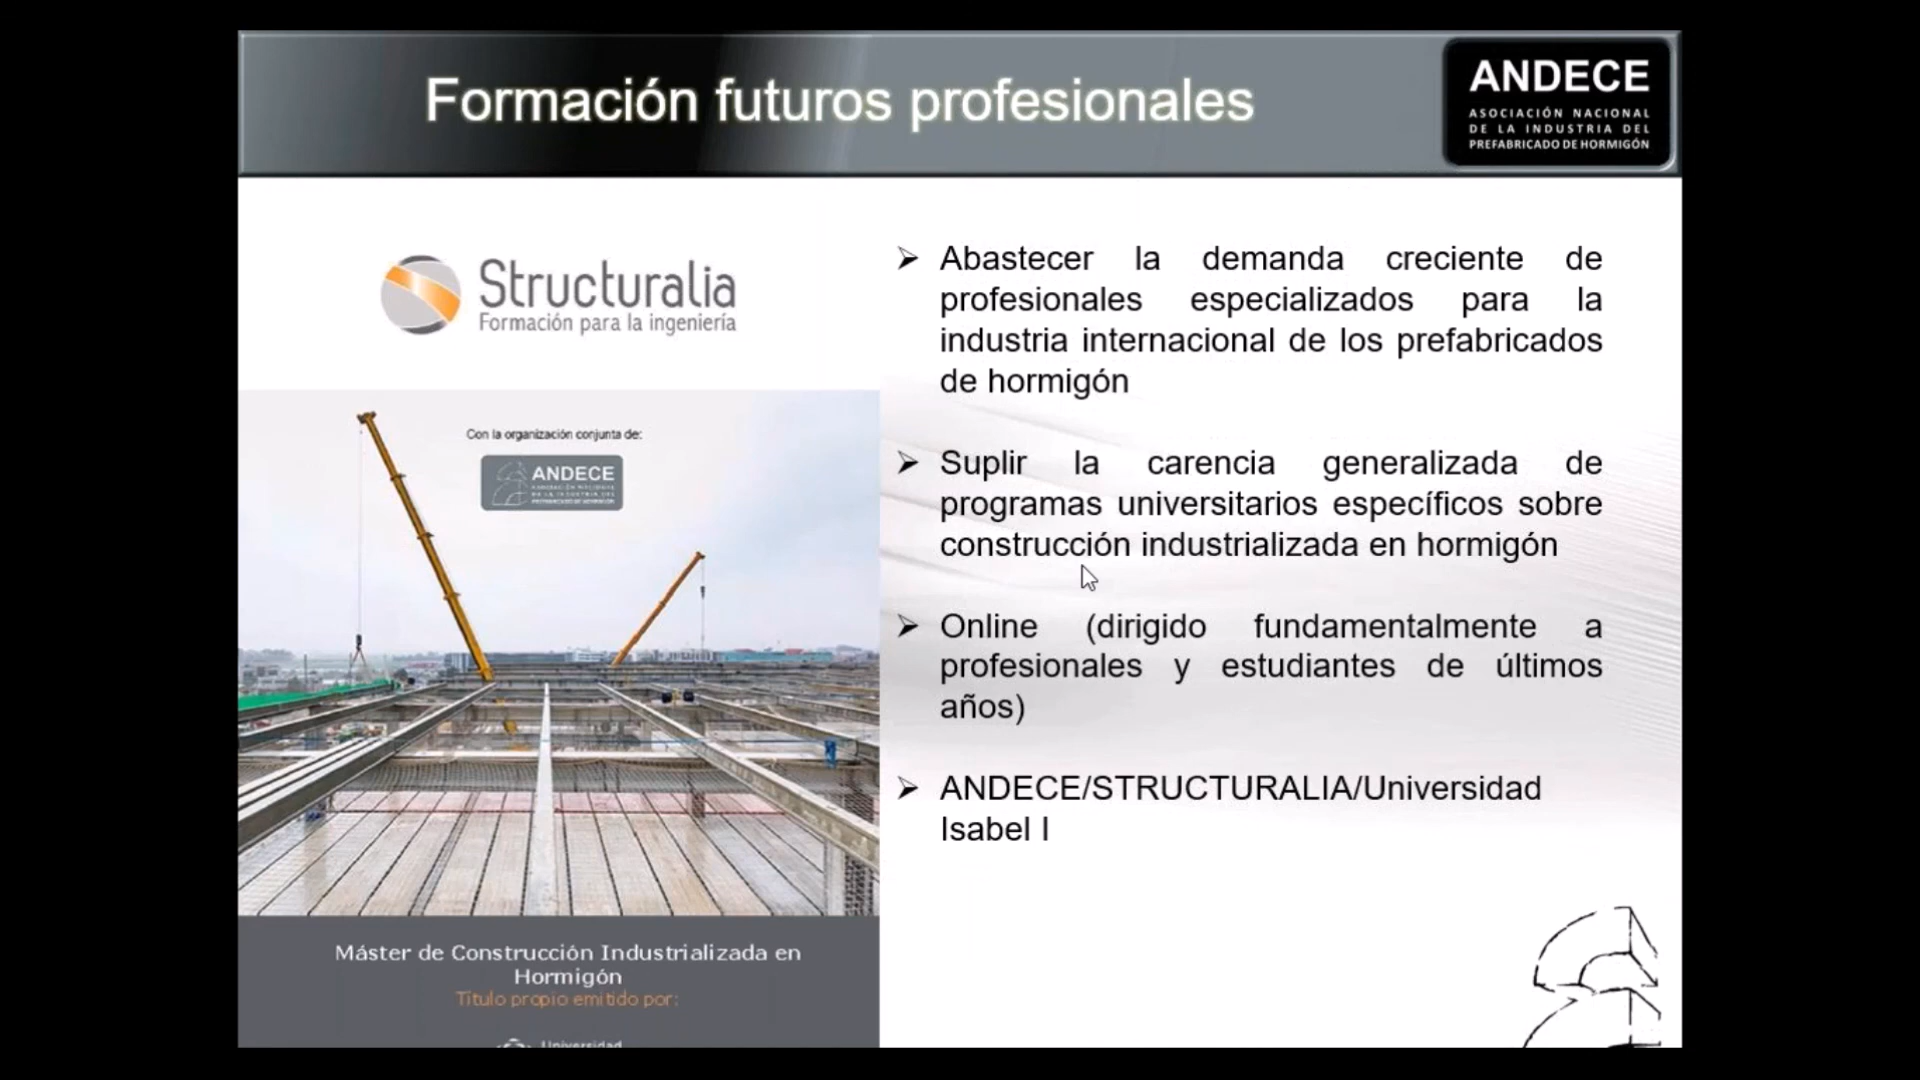 Formación futuros profesionales
ANDECE
ASOCIACIÓN NACIONAL
DE LA INDUSTRIA DEL
PREFABRICADO DE HORMIGÓN
Structuralia
Formación para la ingeniería
Con la organización conjunta de:
ANDECE
Máster de Construcción Industrializada en
Hormigón
Título propio emitido por:
Universidad
➢ Abastecer la demanda creciente de
profesionales especializados para la
industria internacional de los prefabricados
de hormigón
➢ Suplir la carencia generalizada de
programas universitarios específicos sobre
construcción industrializada en hormigón
➢ Online (dirigido fundamentalmente a
profesionales y estudiantes de últimos
años)
➢ ANDECE/STRUCTURALIA/Universidad
Isabel I